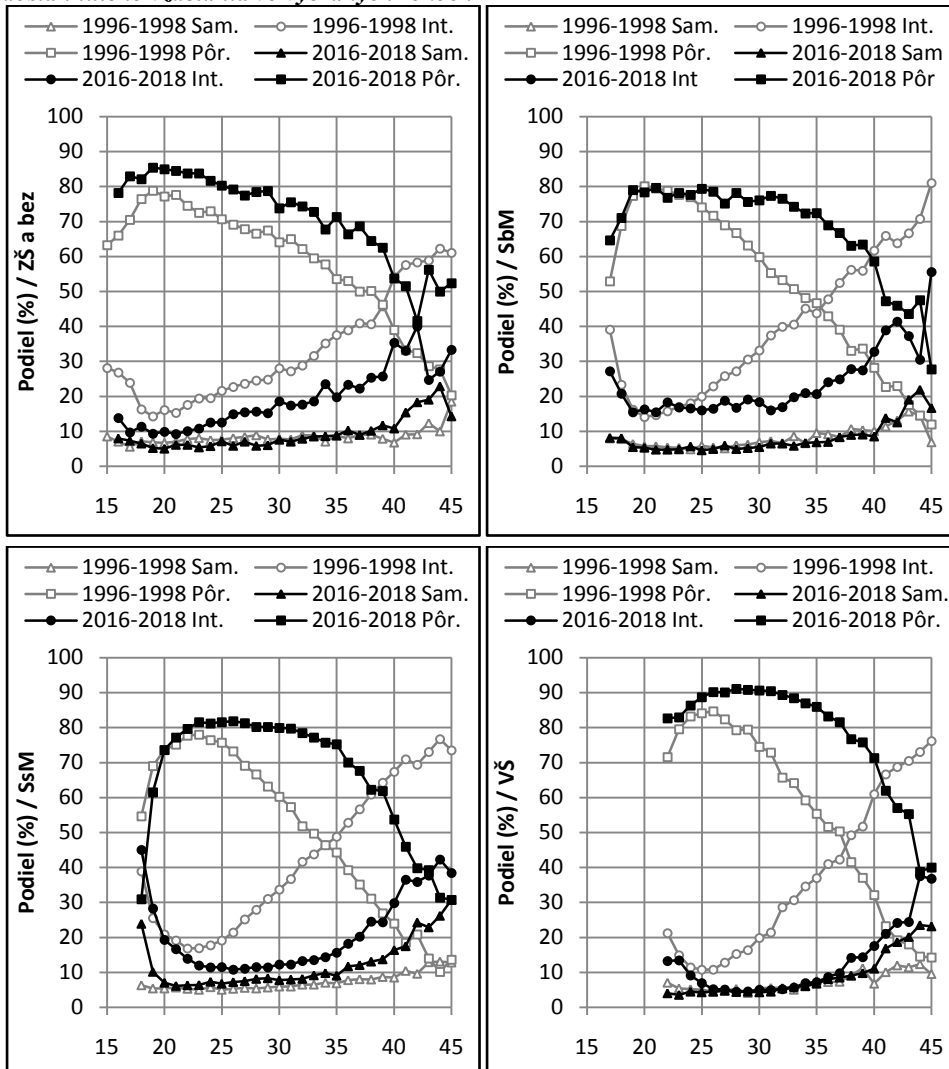 1996-1998 Sam. 1996-1998 Int.
1996-1998 Pôr. 2016-2018 Sam.
2016-2018 Int. 2016-2018 Pôr.
Podiel (%) / ZŠ a bez
100
90
80
70
60
50
40
30
20
10
0
15 20 25 30 35 40 45
1996-1998 Sam. 1996-1998 Int.
1996-1998 Pôr. 2016-2018 Sam
2016-2018 Int 2016-2018 Pôr
Podiel (%) / SbM
100
90
80
70
60
50
40
30
20
10
0
15 20 25 30 35 40 45
1996-1998 Sam. 1996-1998 Int.
1996-1998 Pôr. 2016-2018 Sam.
2016-2018 Int. 2016-2018 Pôr.
Podiel (%) / SsM
100
90
80
70
60
50
40
30
20
10
0
15 20 25 30 35 40 45
1996-1998 Sam. 1996-1998 Int.
1996-1998 Pôr. 2016-2018 Sam.
2016-2018 Int. 2016-2018 Pôr.
Podiel (%) / VŠ
100
90
80
70
60
50
40
30
20
10
0
15 20 25 30 35 40 45